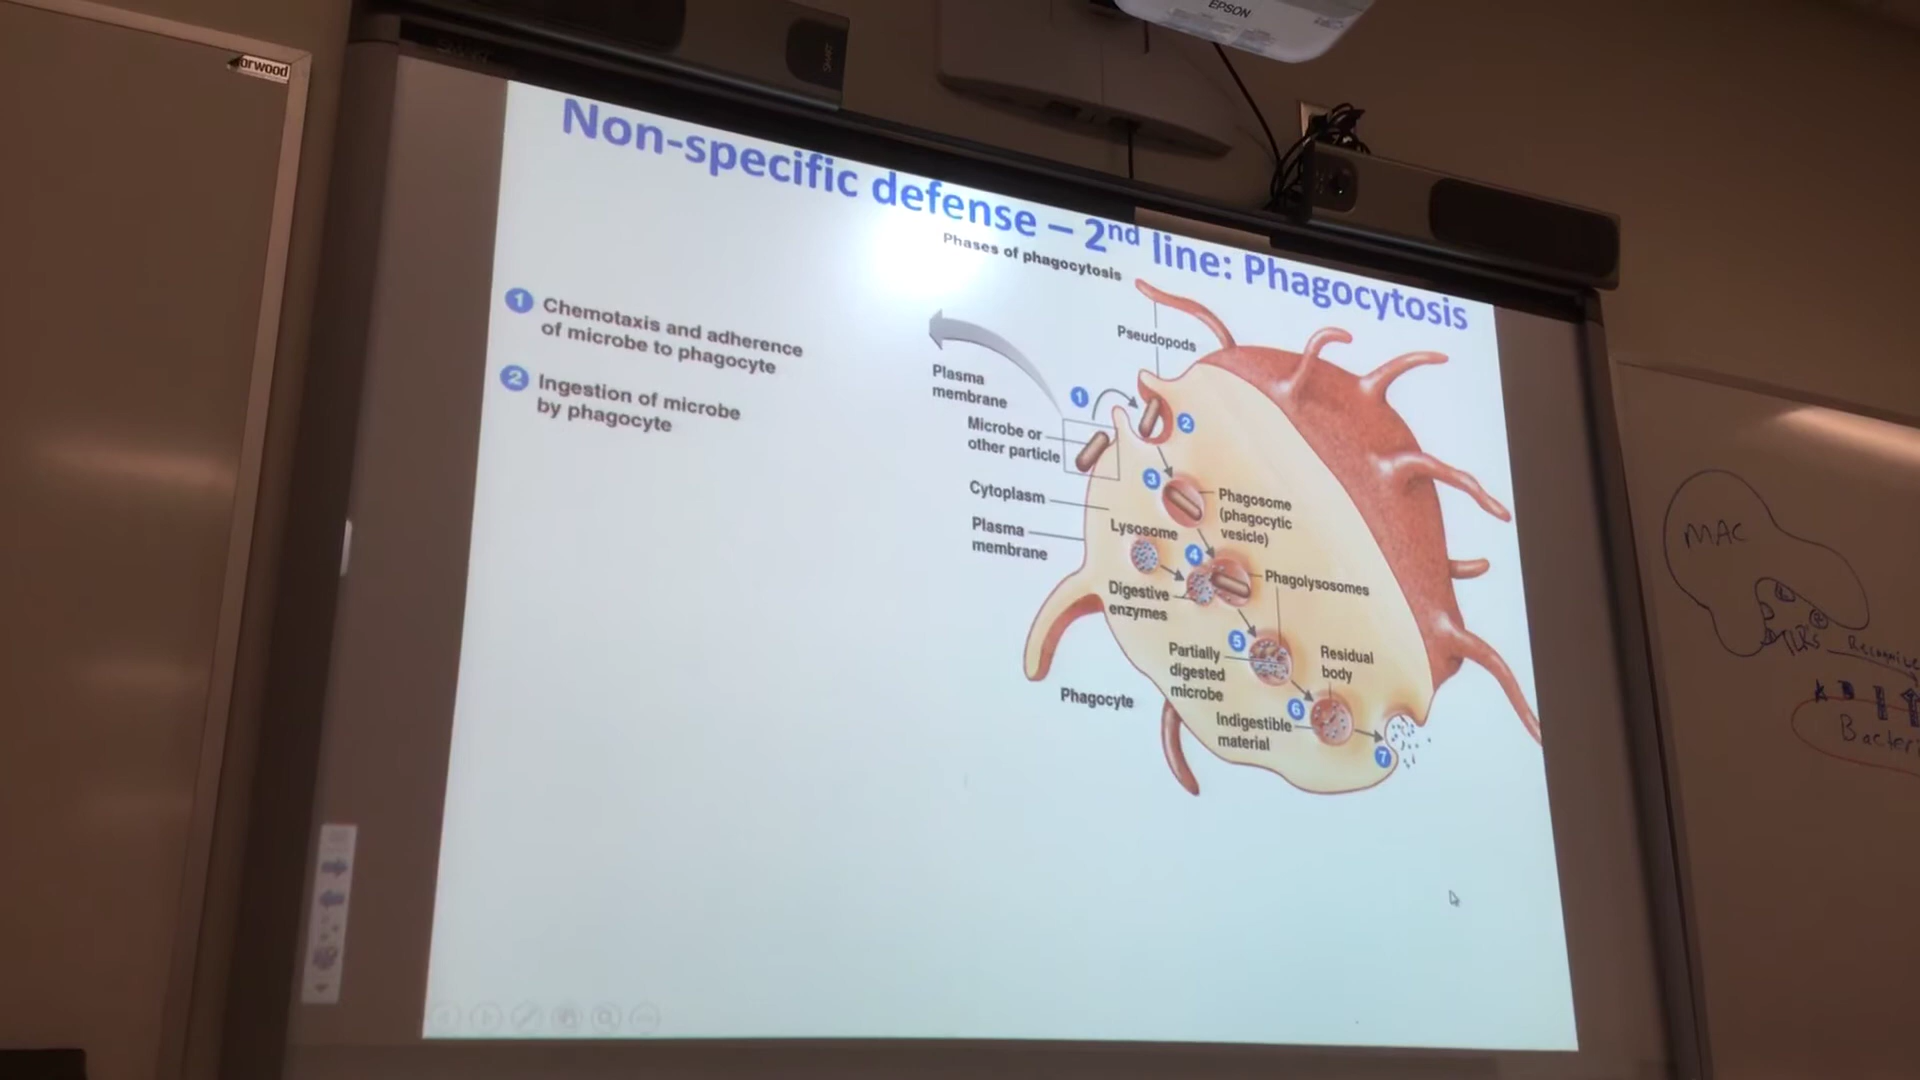 EPSON
orwood
SMART
Non-specific defense – 2nd line: Phagocytosis
Phases of phagocytosis
1 Chemotaxis and adherence
of microbe to phagocyte
2 Ingestion of microbe
by phagocyte
Pseudopods
Plasma
membrane
1
Microbe or
other particle
2
3
Cytoplasm
Phagosome
(phagocytic
vesicle)
Plasma
membrane
Lysosome
4
Phagolysosomes
Digestive
enzymes
5
Partially
digested
microbe
Residual
body
Phagocyte
6
Indigestible
material
7
MAC
TLRs
Bacteri